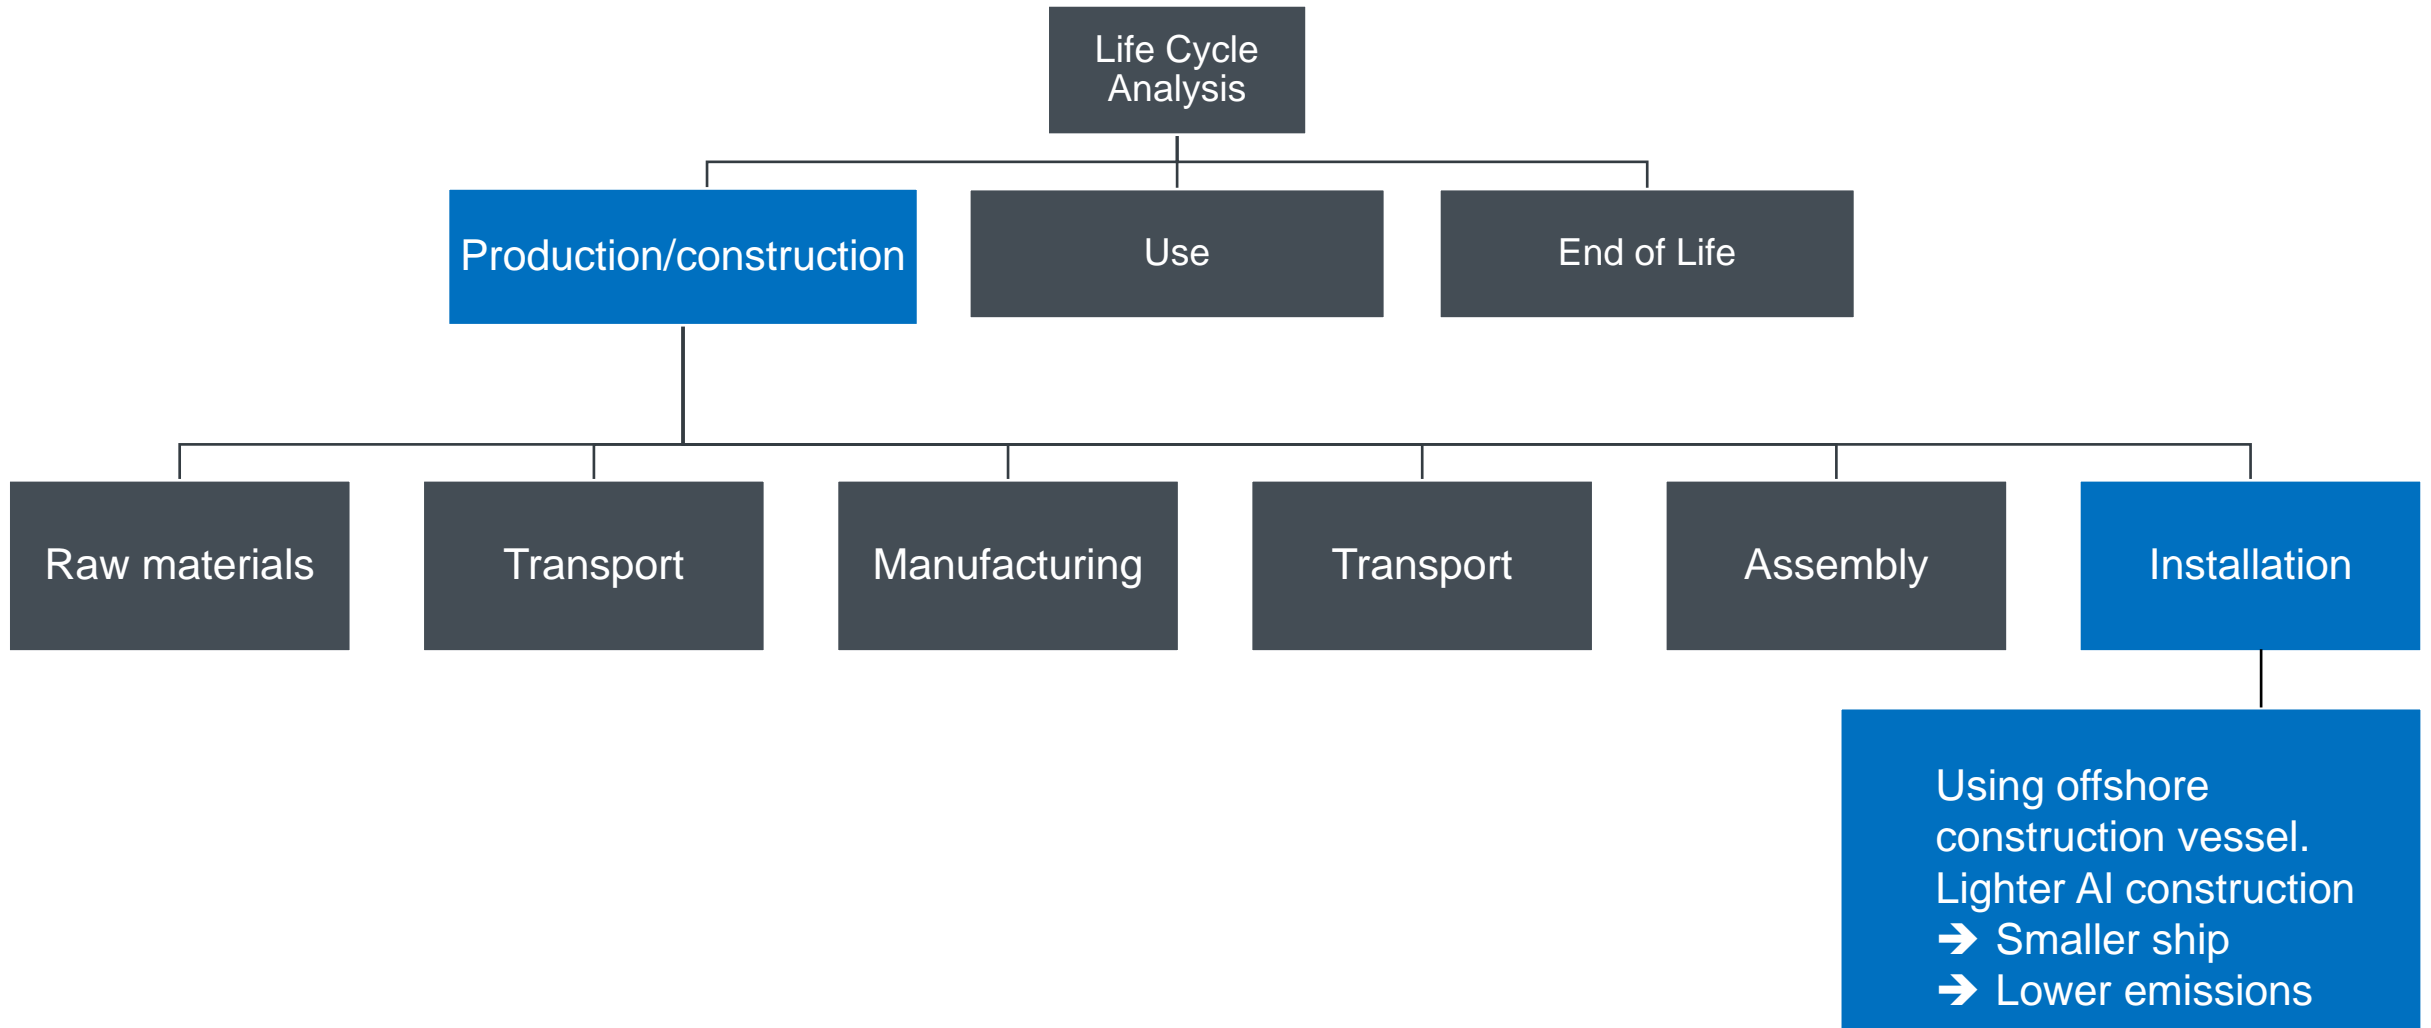 Life Cycle
Analysis
Production/construction
Use
End of Life
Raw materials
Transport
Manufacturing
Transport
Assembly
Installation
Using offshore
construction vessel.
Lighter Al construction
➔ Smaller ship
➔ Lower emissions